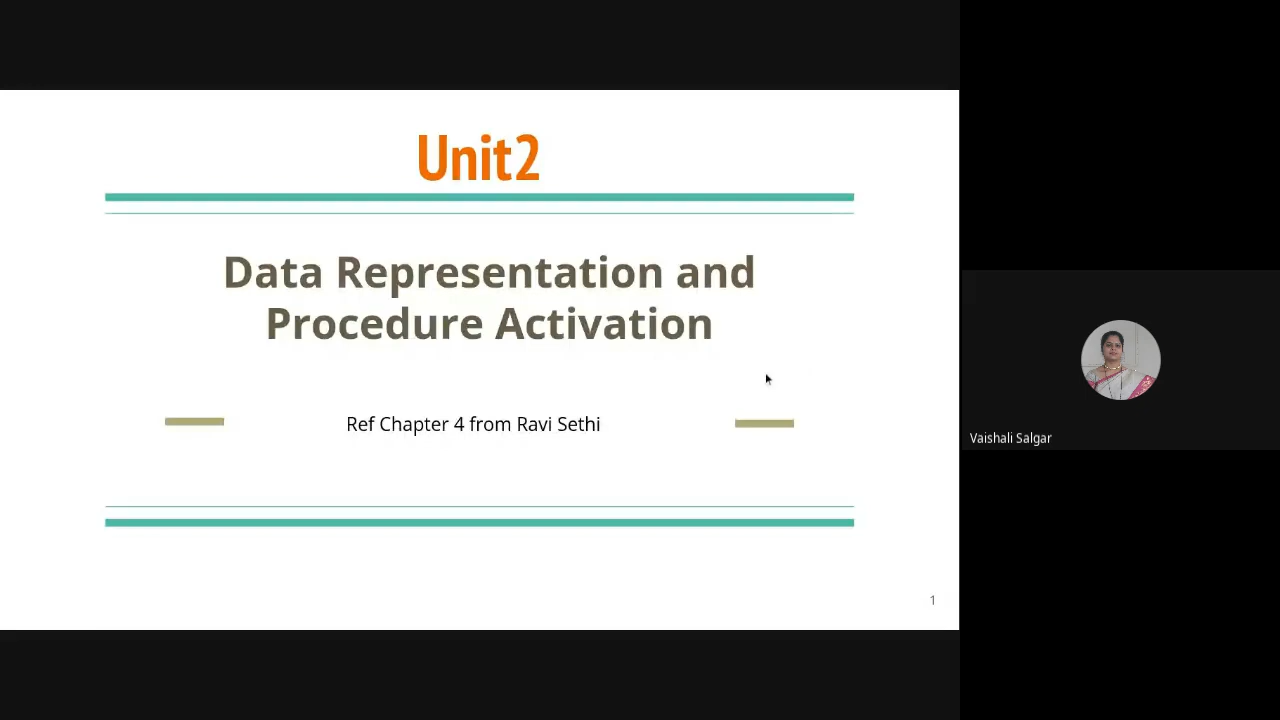 Unit2
Data Representation and
Procedure Activation
Ref Chapter 4 from Ravi Sethi
1
Vaishali Salgar